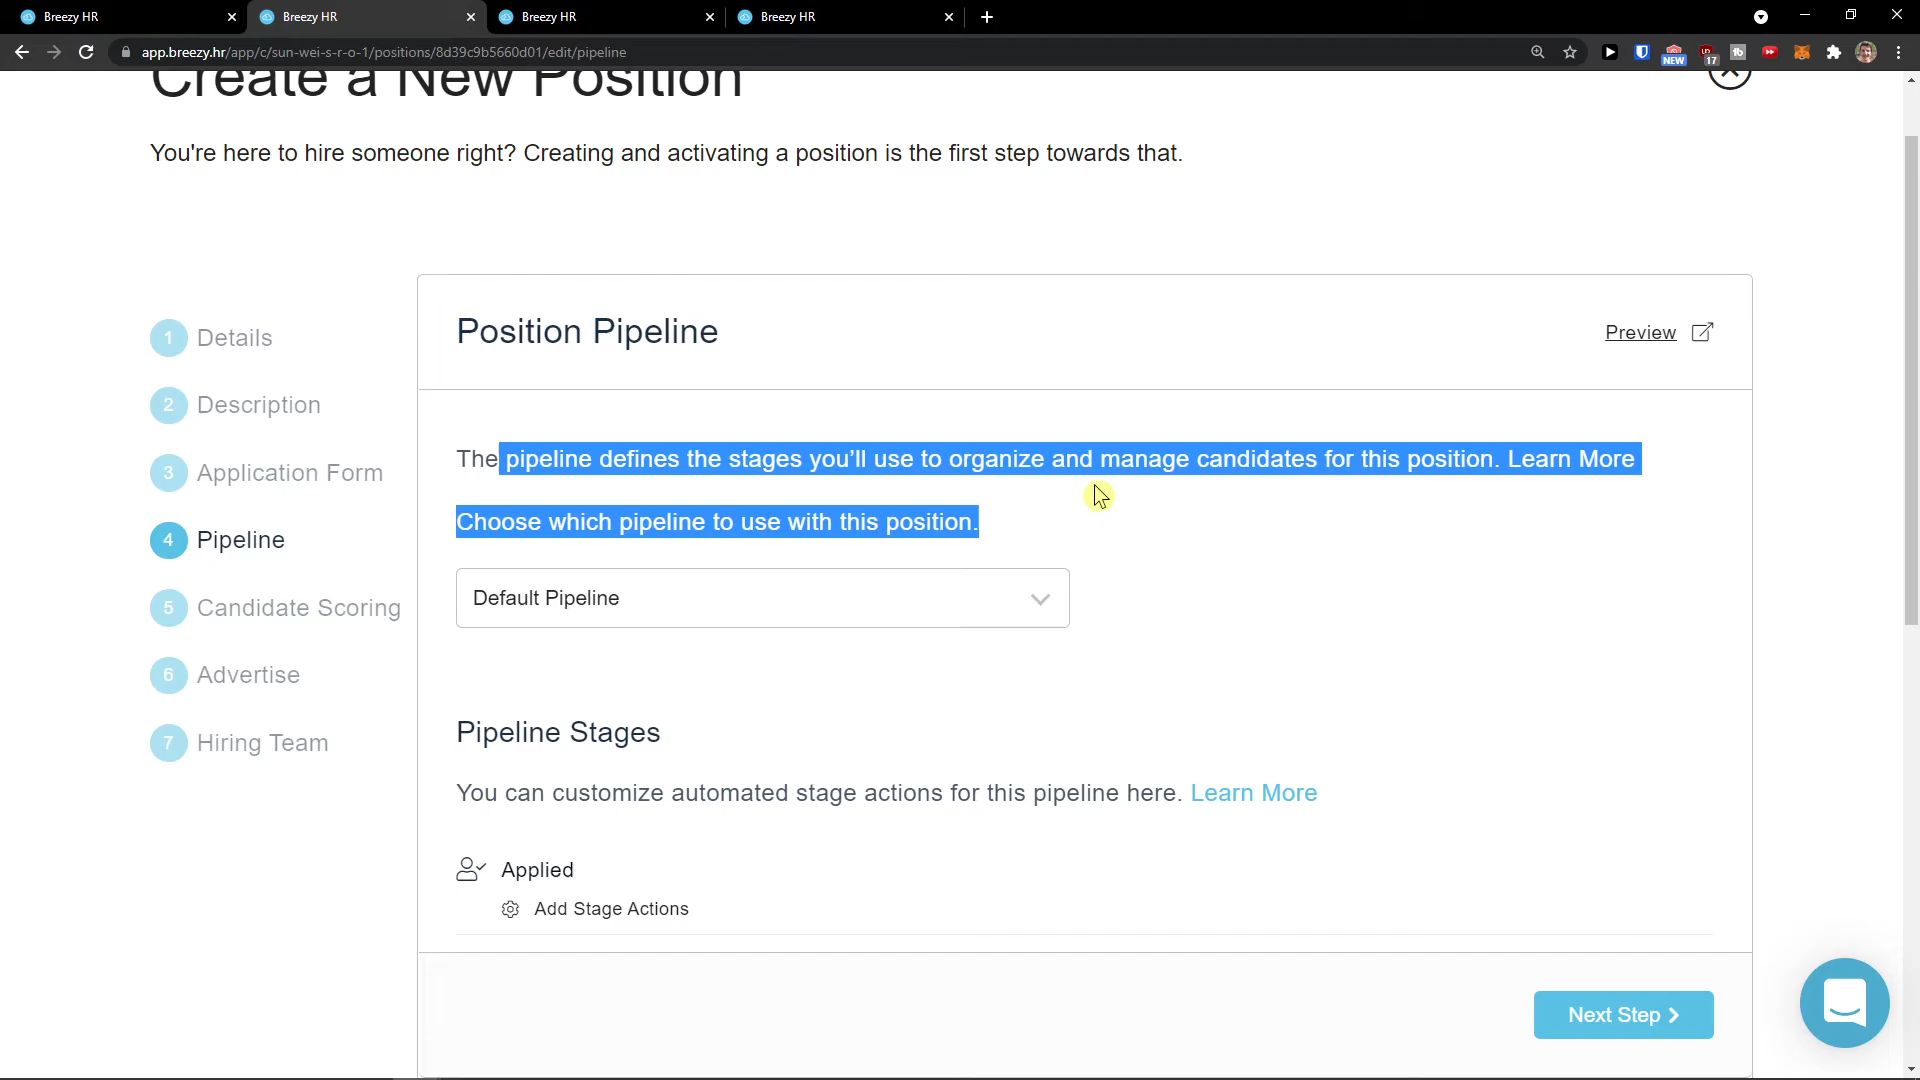 Breezy HR
Breezy HR
Breezy HR
Breezy HR
app.breezy.hr/app/c/sun-wei-s-r-o-1/positions/8d39c9b5660d01/edit/pipeline
NEW
17
Create a New Position
You're here to hire someone right? Creating and activating a position is the first step towards that.
1 Details
2 Description
3 Application Form
4 Pipeline
5 Candidate Scoring
6 Advertise
7 Hiring Team
Position Pipeline
Preview
The pipeline defines the stages you’ll use to organize and manage candidates for this position. Learn More
Choose which pipeline to use with this position.
Default Pipeline
Pipeline Stages
You can customize automated stage actions for this pipeline here. Learn More
Applied
Add Stage Actions
Next Step